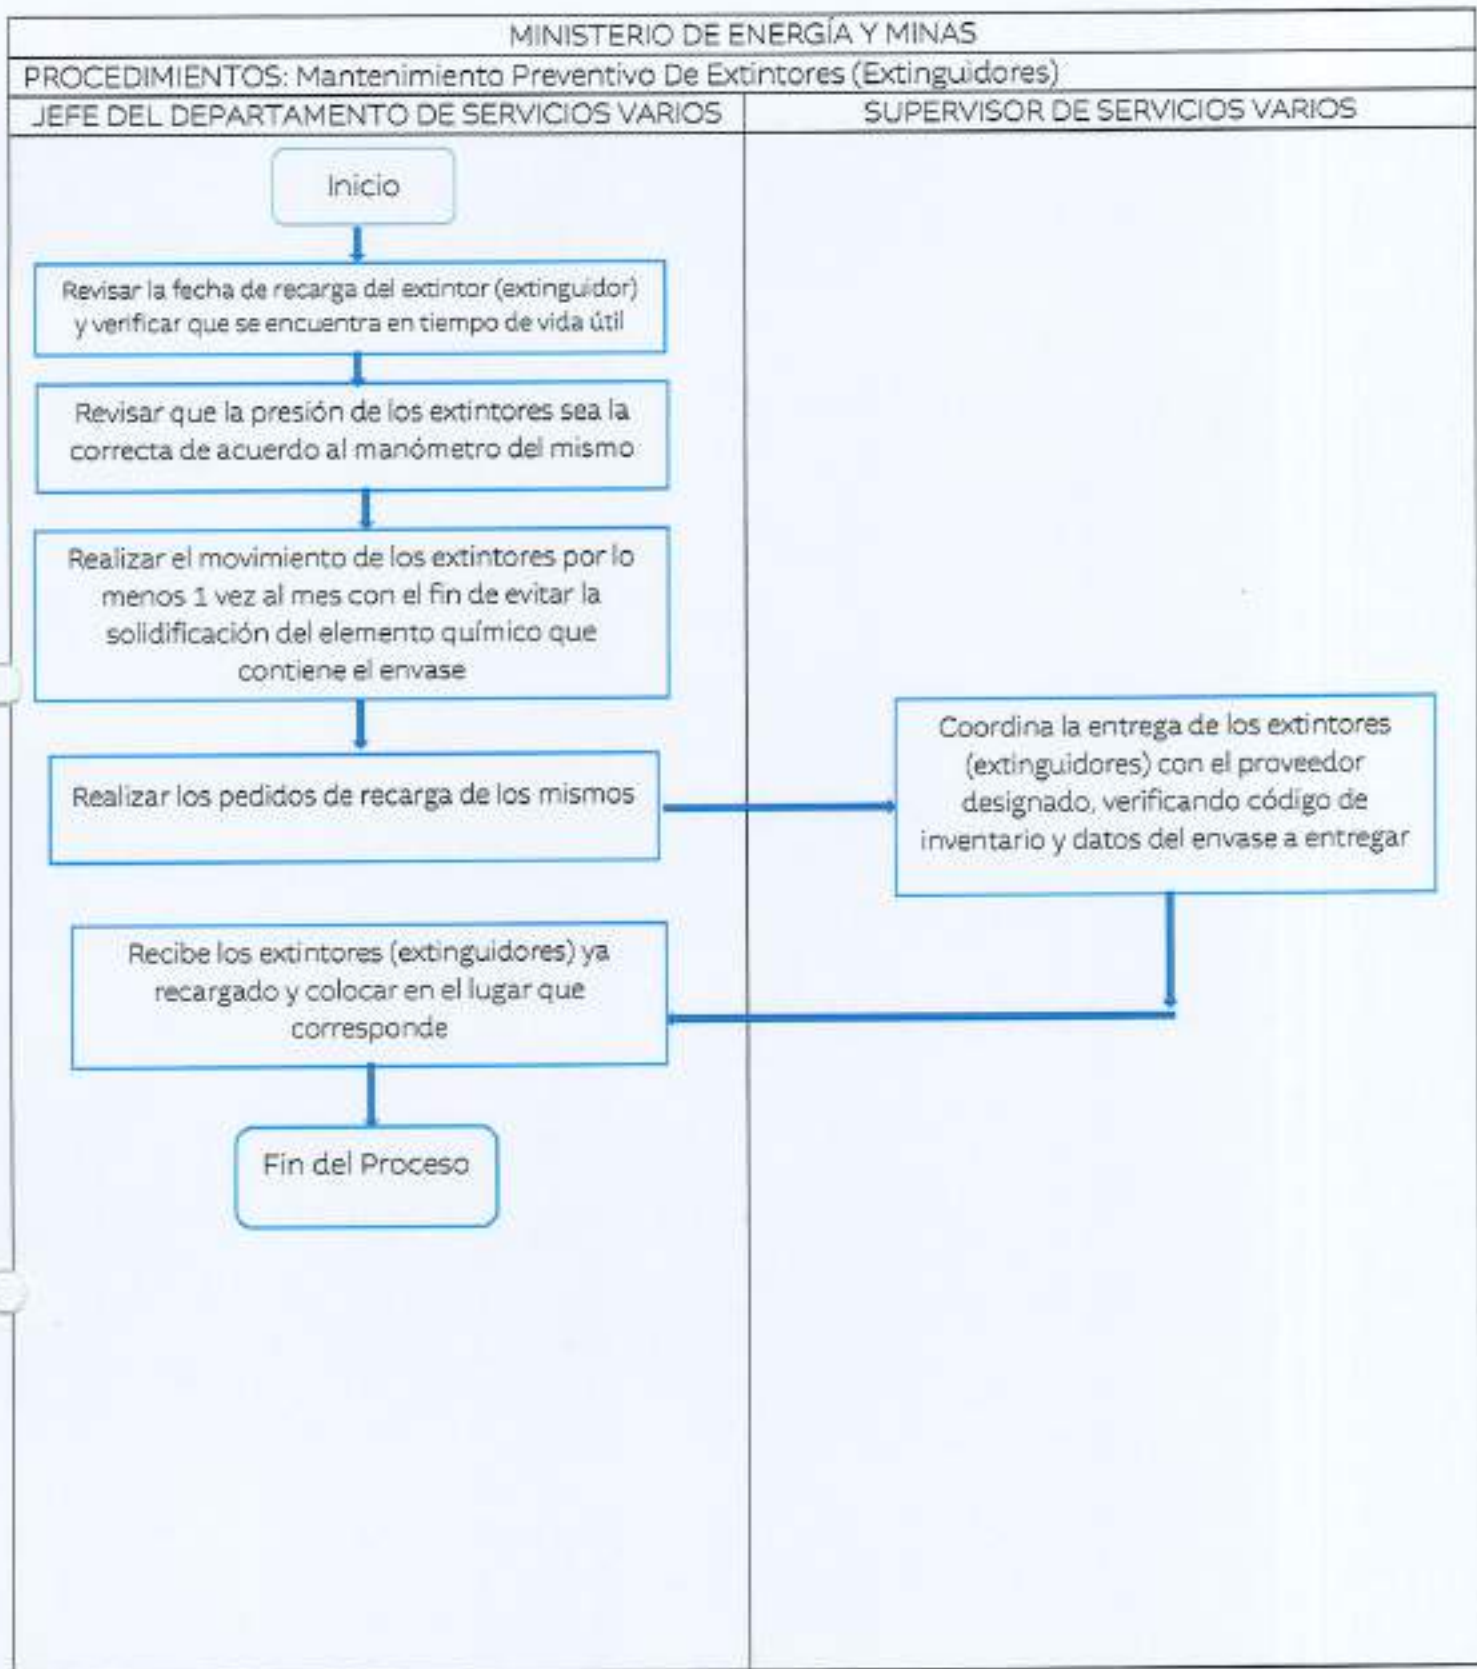 MINISTERIO DE ENERGÍA Y MINAS
PROCEDIMIENTOS: Mantenimiento Preventivo De Extintores (Extinguidores)
JEFE DEL DEPARTAMENTO DE SERVICIOS VARIOS
SUPERVISOR DE SERVICIOS VARIOS
Inicio
Revisar la fecha de recarga del extintor (extinguidor)
y verificar que se encuentra en tiempo de vida útil
Revisar que la presión de los extintores sea la
correcta de acuerdo al manómetro del mismo
Realizar el movimiento de los extintores por lo
menos 1 vez al mes con el fin de evitar la
solidificación del elemento químico que
contiene el envase
Realizar los pedidos de recarga de los mismos
Coordina la entrega de los extintores
(extinguidores) con el proveedor
designado, verificando código de
inventario y datos del envase a entregar
Recibe los extintores (extinguidores) ya
recargado y colocar en el lugar que
corresponde
Fin del Proceso